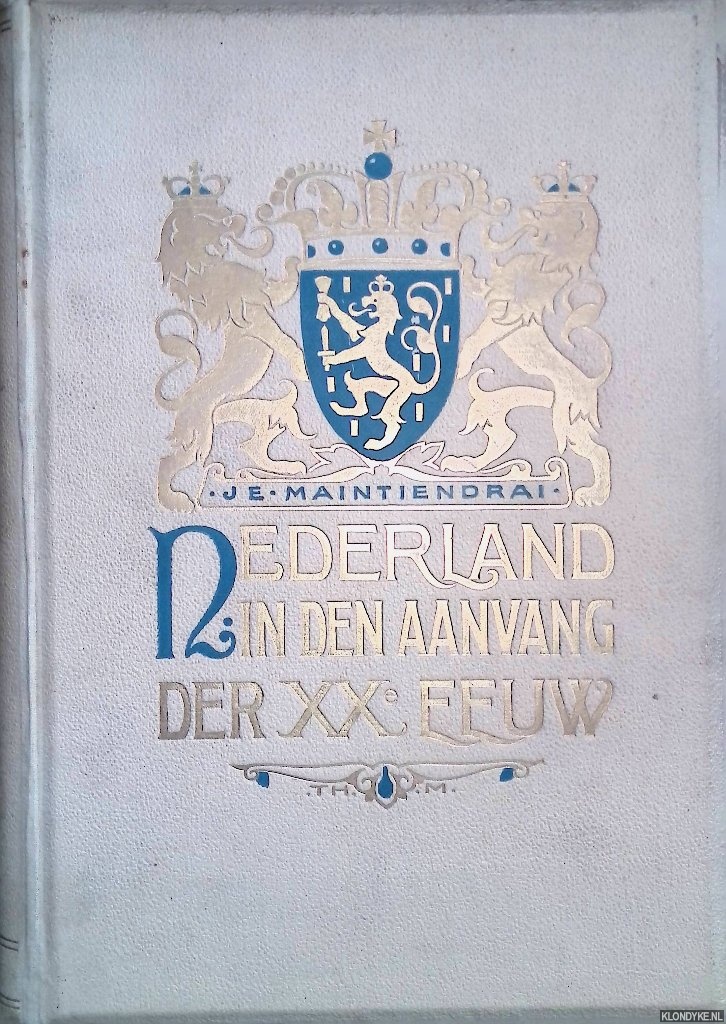 · JE · MAINTIENDRAI ·
NEDERLAND
IN DEN AANVANG
DER XXe EEUW
· TH. · M ·
KLONDYKE.NL